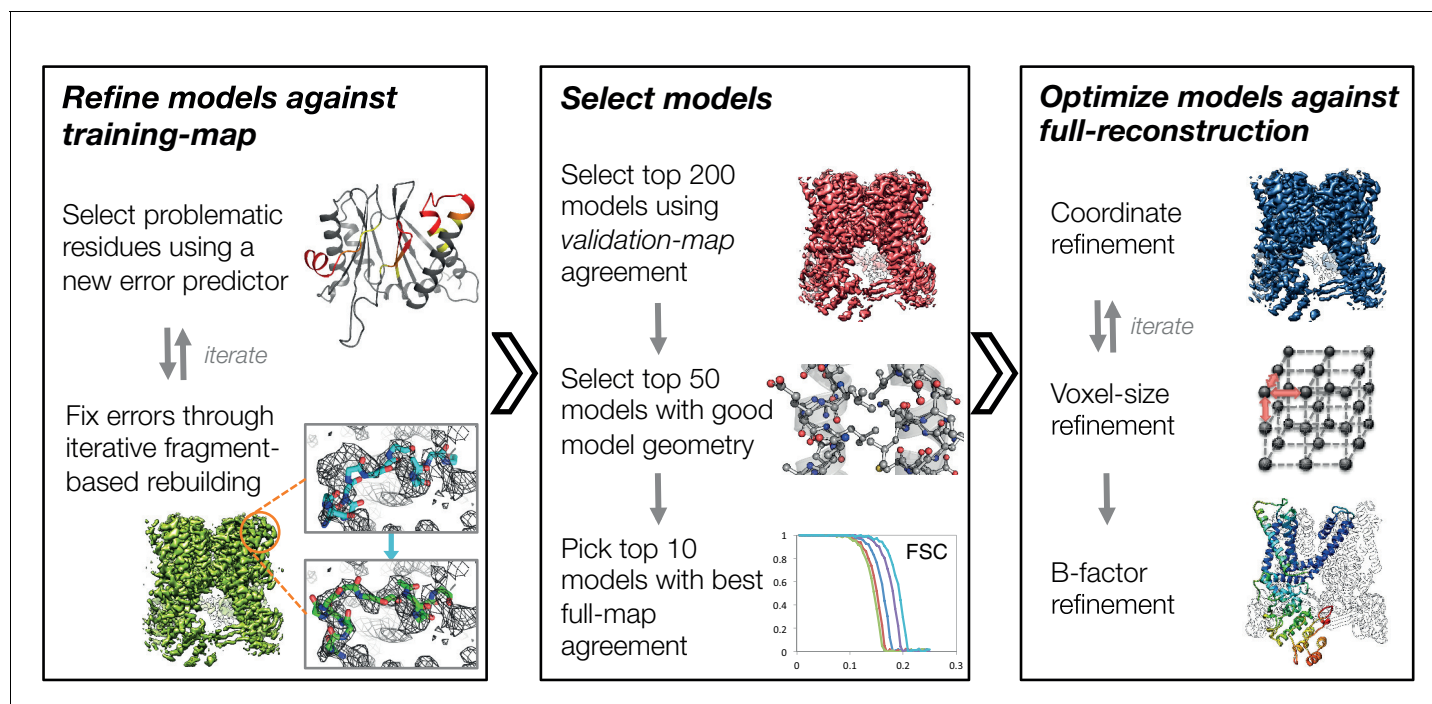 Refine models against
training-map
Select problematic
residues using a
new error predictor
iterate
Fix errors through
iterative fragment-
based rebuilding
Select models
Select top 200
models using
validation-map
agreement
Select top 50
models with good
model geometry
Pick top 10
models with best
full-map
agreement
FSC
1
0.8
0.6
0.4
0.2
0
0
0.1
0.2
0.3
Optimize models against
full-reconstruction
Coordinate
refinement
iterate
Voxel-size
refinement
B-factor
refinement